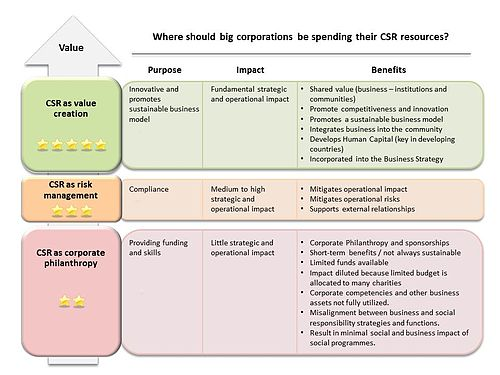 Value
Where should big corporations be spending their CSR resources?
Purpose
Impact
Benefits
CSR as value
creation
Innovative and
promotes
sustainable business
model
Fundamental strategic
and operational impact
• Shared value (business – institutions and
communities)
• Promote competitiveness and innovation
• Promotes a sustainable business model
• Integrates business into the community
• Develops Human Capital (key in developing
countries)
• Incorporated into the Business Strategy
CSR as risk
management
Compliance
Medium to high
strategic and
operational impact
• Mitigates operational impact
• Mitigates operational risks
• Supports external relationships
CSR as corporate
philanthropy
Providing funding
and skills
Little strategic and
operational impact
• Corporate Philanthropy and sponsorships
• Short-term benefits / not always sustainable
• Limited funds available
• Impact diluted because limited budget is
allocated to many charities
• Corporate competencies and other business
assets not fully utilized.
• Misalignment between business and social
responsibility strategies and functions.
• Result in minimal social and business impact of
social programmes.